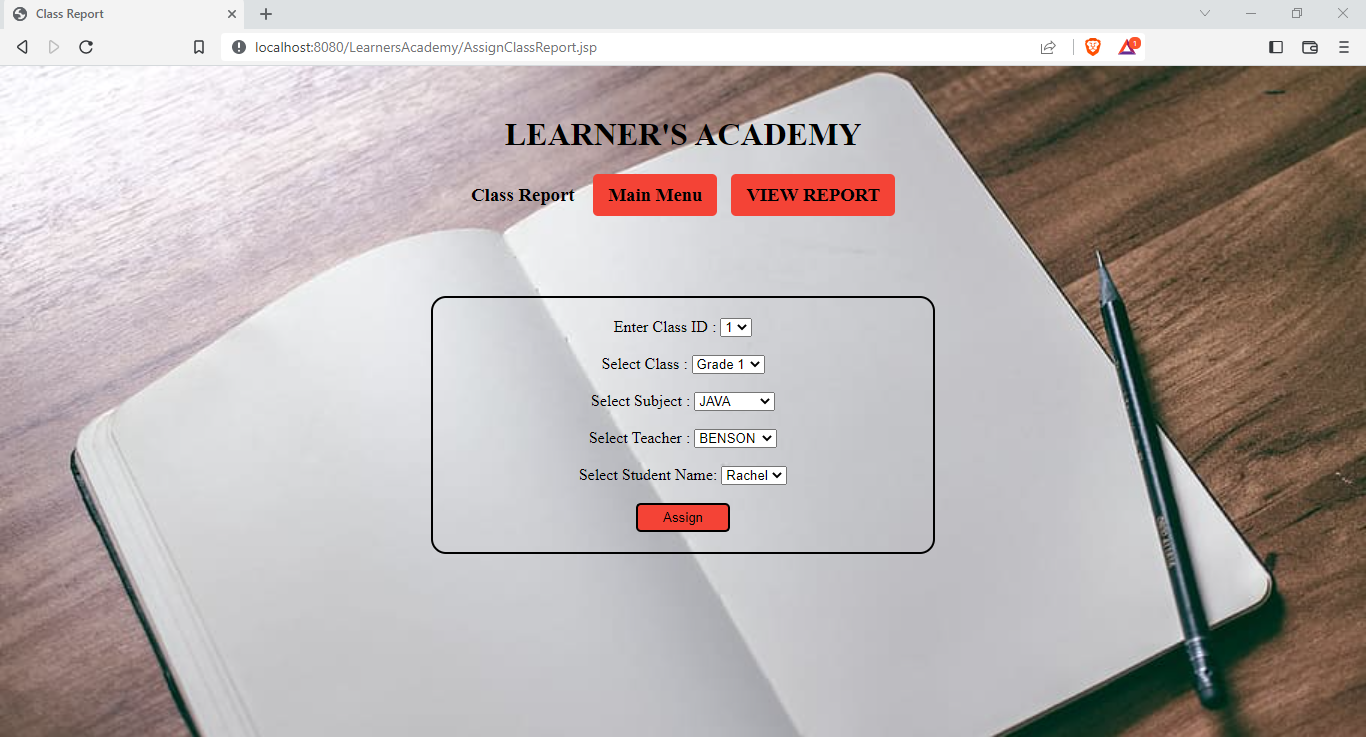 Class Report
localhost:8080/LearnersAcademy/AssignClassReport.jsp
1
LEARNER'S ACADEMY
Class Report Main Menu VIEW REPORT
Enter Class ID : 1
Select Class : Grade 1
Select Subject : JAVA
Select Teacher : BENSON
Select Student Name: Rachel
Assign